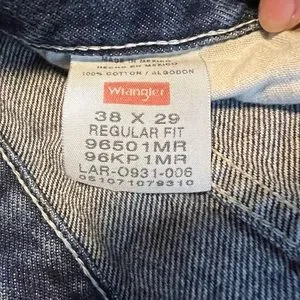 MADE IN MEXICO
HECHO EN MEXICO
100% COTTON / ALGODON
Wrangler
38 X 29
REGULAR FIT
96501MR
96KP1MR
LAR-0931-006
051071079310